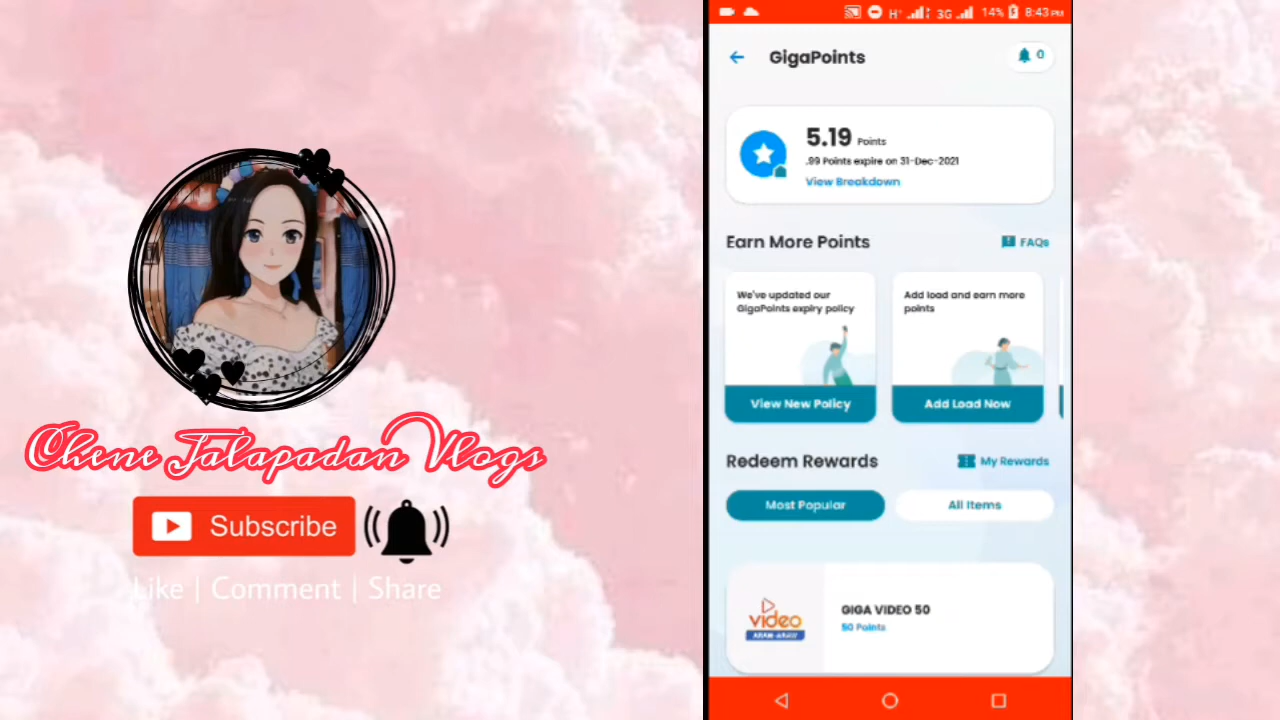 Chene Jalapadan Vlogs
Subscribe
Like | Comment | Share
H+ 3G 14% 8:43 PM
GigaPoints
0
5.19 Points
.99 Points expire on 31-Dec-2021
View Breakdown
Earn More Points
FAQs
We've updated our
GigaPoints expiry policy
View New Policy
Add load and earn more
points
Add Load Now
Redeem Rewards
My Rewards
Most Popular
All Items
video
ARAW-ARAW
GIGA VIDEO 50
50 Points